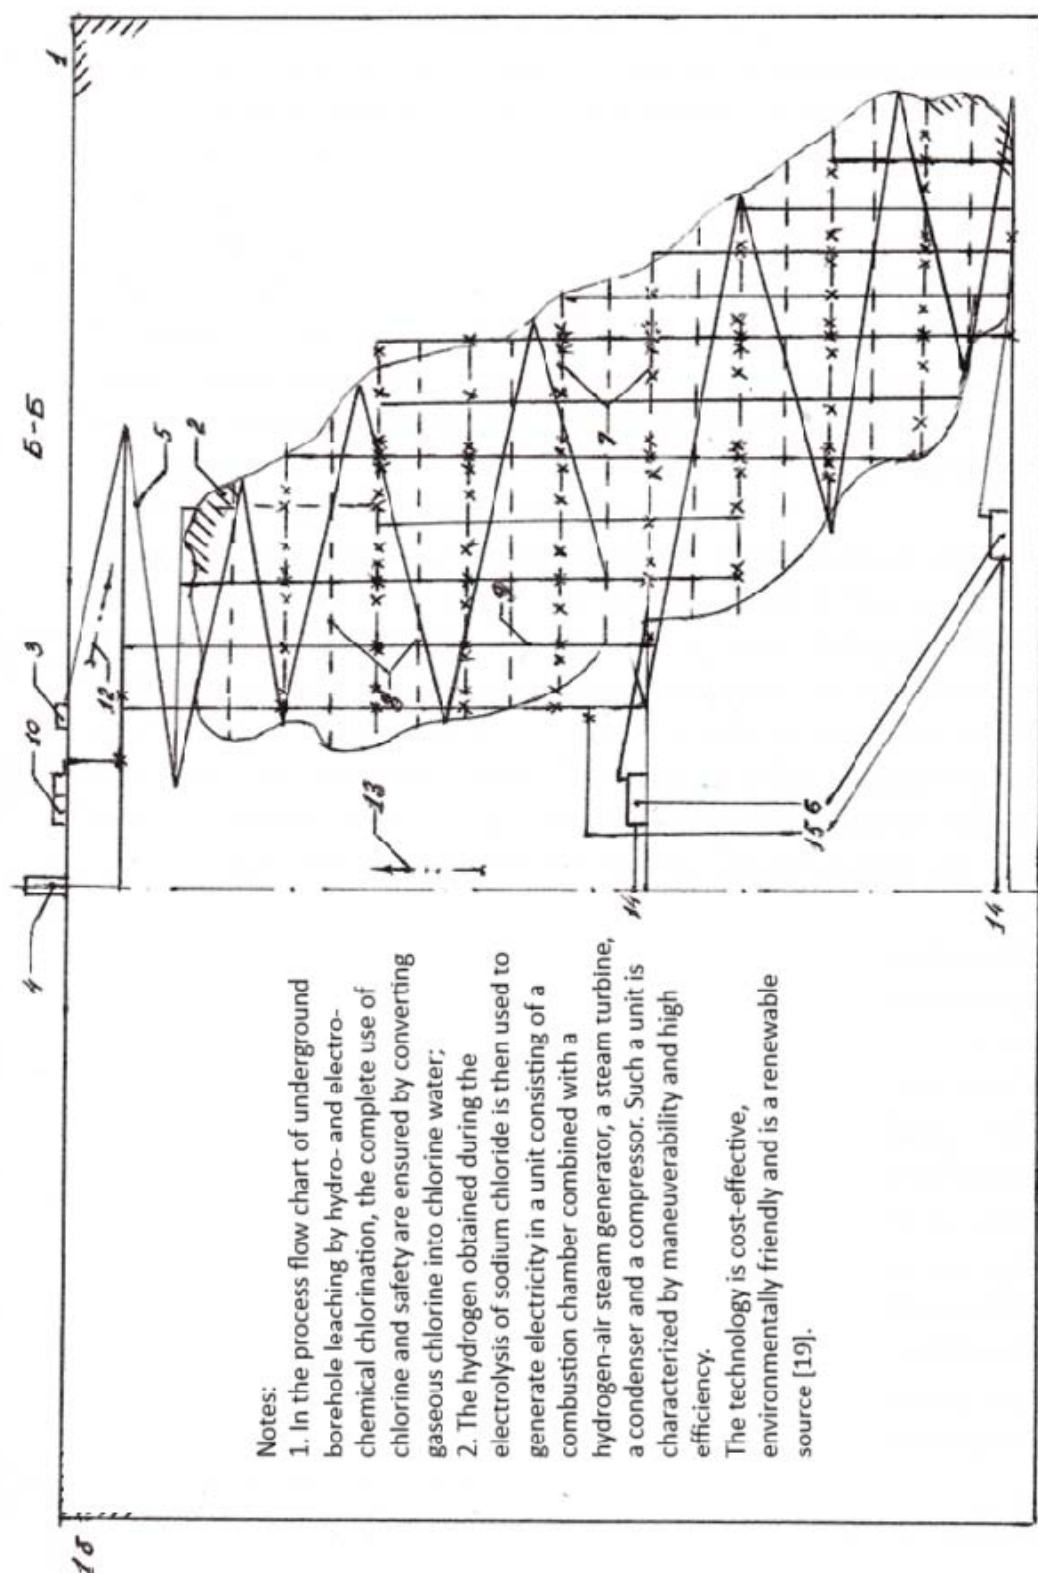 Б-Б
1
5
2
3
10
12
4
13
7
8
9
14
6
15
14
18
Notes:
1. In the process flow chart of underground
borehole leaching by hydro- and electro-
chemical chlorination, the complete use of
chlorine and safety are ensured by converting
gaseous chlorine into chlorine water;
2. The hydrogen obtained during the
electrolysis of sodium chloride is then used to
generate electricity in a unit consisting of a
combustion chamber combined with a
hydrogen-air steam generator, a steam turbine,
a condenser and a compressor. Such a unit is
characterized by maneuverability and high
efficiency.
The technology is cost-effective,
environmentally friendly and is a renewable
source [19].